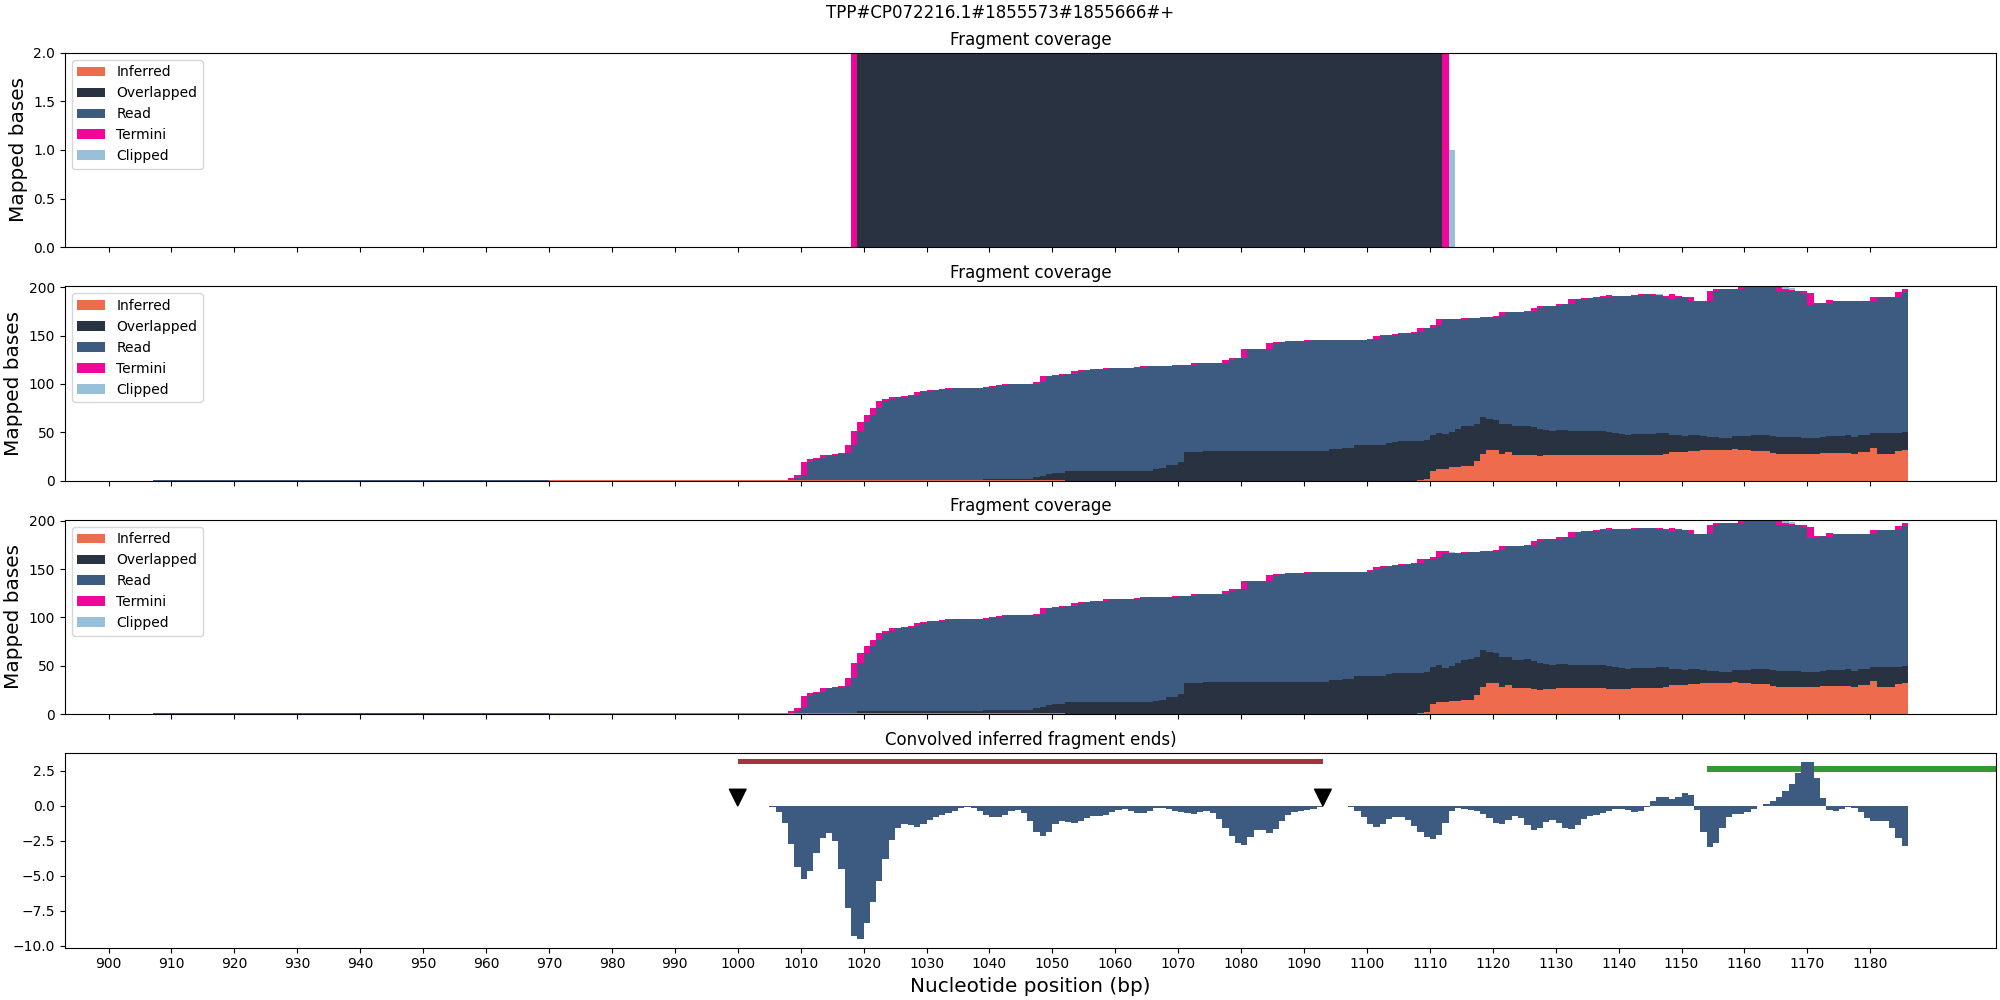 TPP#CP072216.1#1855573#1855666#+
Fragment coverage
Mapped bases
2.0
1.5
1.0
0.5
0.0
Inferred
Overlapped
Read
Termini
Clipped
Fragment coverage
Mapped bases
200
150
100
50
0
Inferred
Overlapped
Read
Termini
Clipped
Fragment coverage
Mapped bases
200
150
100
50
0
Inferred
Overlapped
Read
Termini
Clipped
Convolved inferred fragment ends)
2.5
0.0
−2.5
−5.0
−7.5
−10.0
900 910 920 930 940 950 960 970 980 990 1000 1010 1020 1030 1040 1050 1060 1070 1080 1090 1100 1110 1120 1130 1140 1150 1160 1170 1180
Nucleotide position (bp)